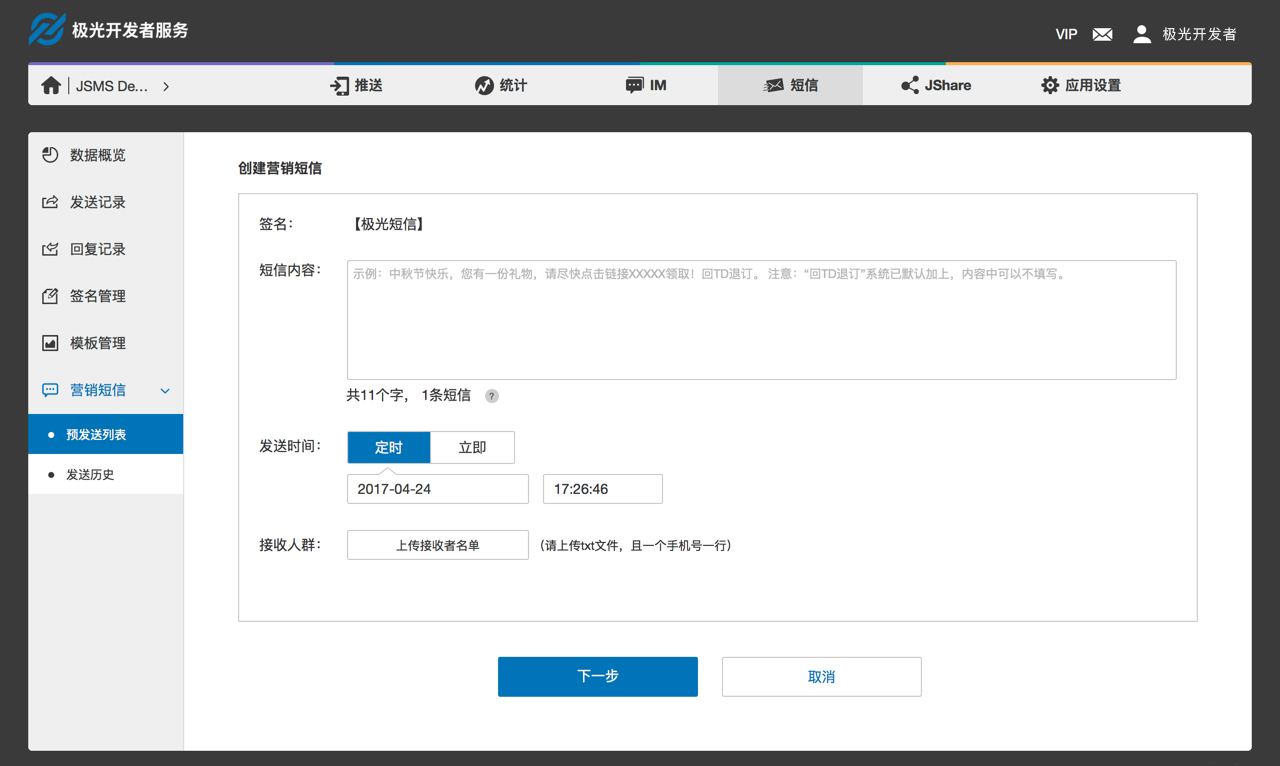 极光开发者服务
VIP 极光开发者
JSMS De... 推送 统计 IM 短信 JShare 应用设置
数据概览
发送记录
回复记录
签名管理
模板管理
营销短信
预发送列表
发送历史
创建营销短信
签名： 【极光短信】
短信内容： 示例：中秋节快乐，您有一份礼物，请尽快点击链接XXXXX领取！回TD退订。 注意：“回TD退订”系统已默认加上，内容中可以不填写。
共11个字， 1条短信 ?
发送时间： 定时 立即
2017-04-24 17:26:46
接收人群： 上传接收者名单 （请上传txt文件，且一个手机号一行）
下一步 取消